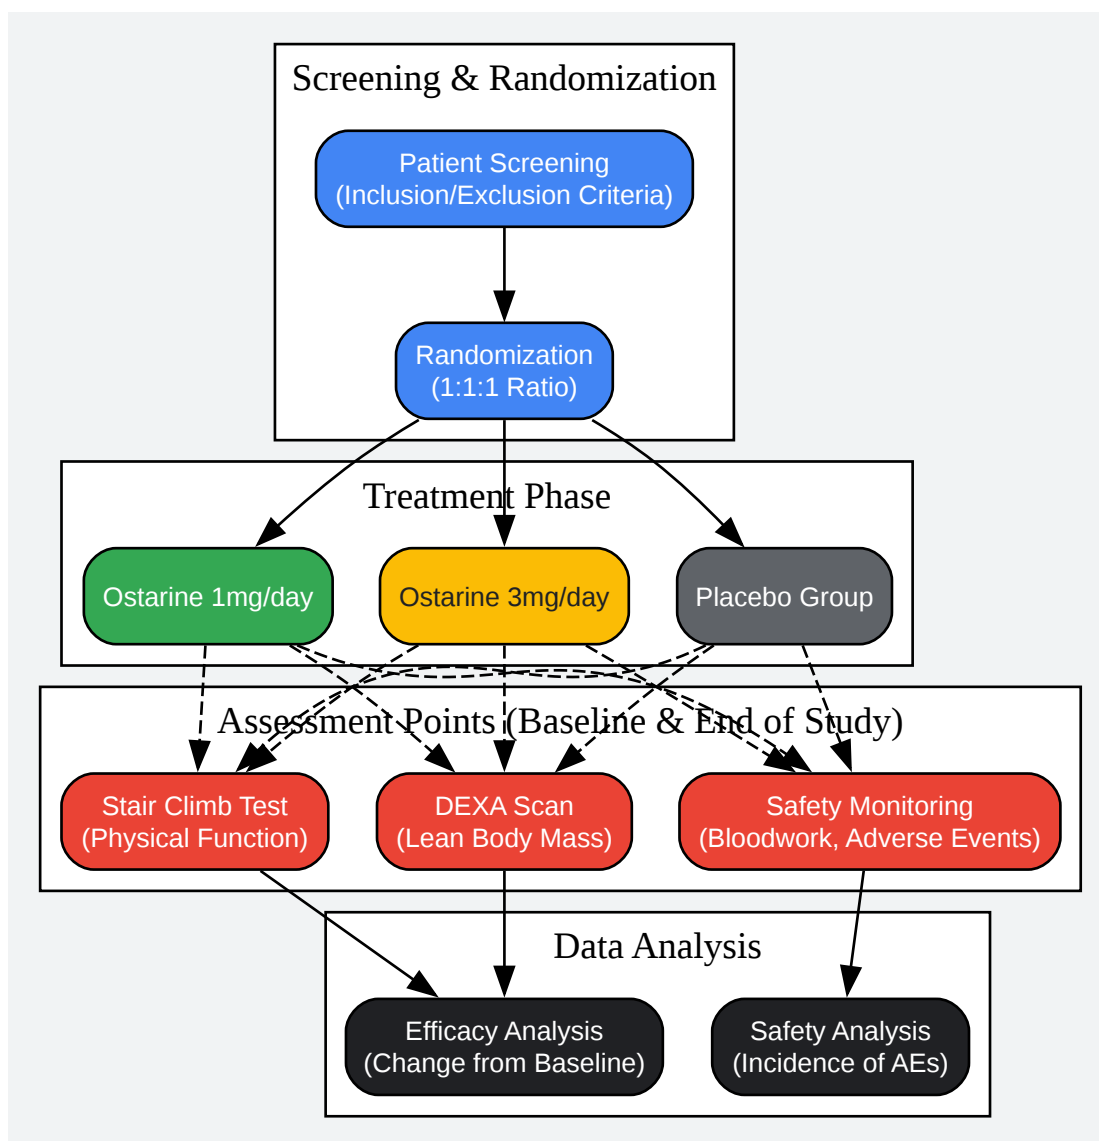 Screening & Randomization
Patient Screening
(Inclusion/Exclusion Criteria)
Randomization
(1:1:1 Ratio)
Treatment Phase
Ostarine 1mg/day
Ostarine 3mg/day
Placebo Group
Assessment Points (Baseline & End of Study)
Stair Climb Test
(Physical Function)
DEXA Scan
(Lean Body Mass)
Safety Monitoring
(Bloodwork, Adverse Events)
Data Analysis
Efficacy Analysis
(Change from Baseline)
Safety Analysis
(Incidence of AEs)